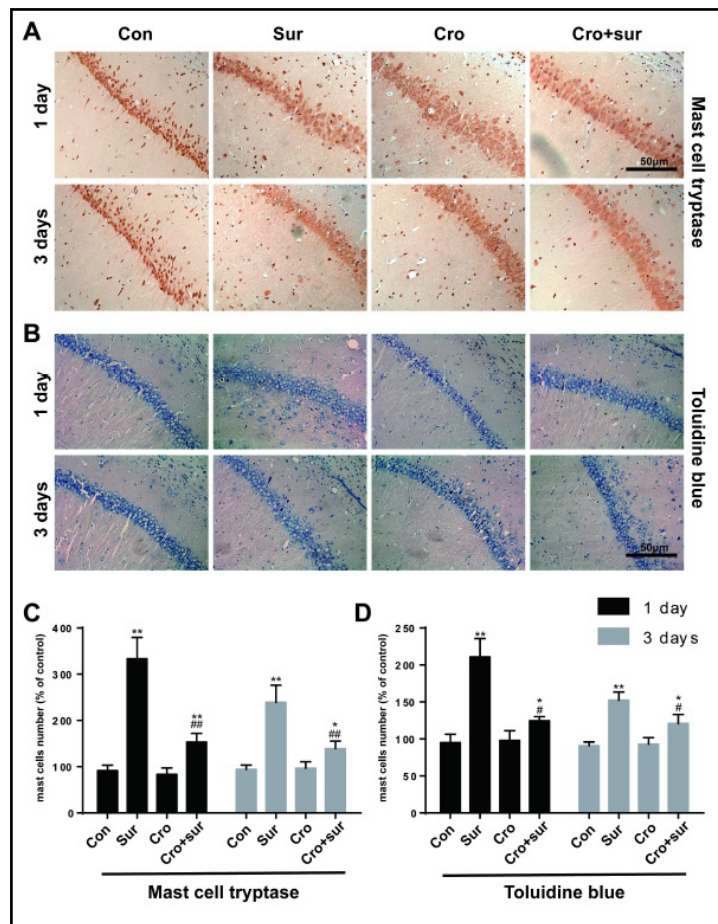 A
Con Sur Cro Cro+sur
1 day
3 days
Mast cell tryptase
50μm
B
1 day
3 days
Toluidine blue
50μm
C
mast cells number (% of control)
400
300
200
100
0
**
**
##
**
*
##
Con Sur Cro Cro+sur Con Sur Cro Cro+sur
Mast cell tryptase
D
1 day
3 days
mast cells number (% of control)
250
200
150
100
50
0
**
*
#
**
*
#
Con Sur Cro Cro+sur Con Sur Cro Cro+sur
Toluidine blue